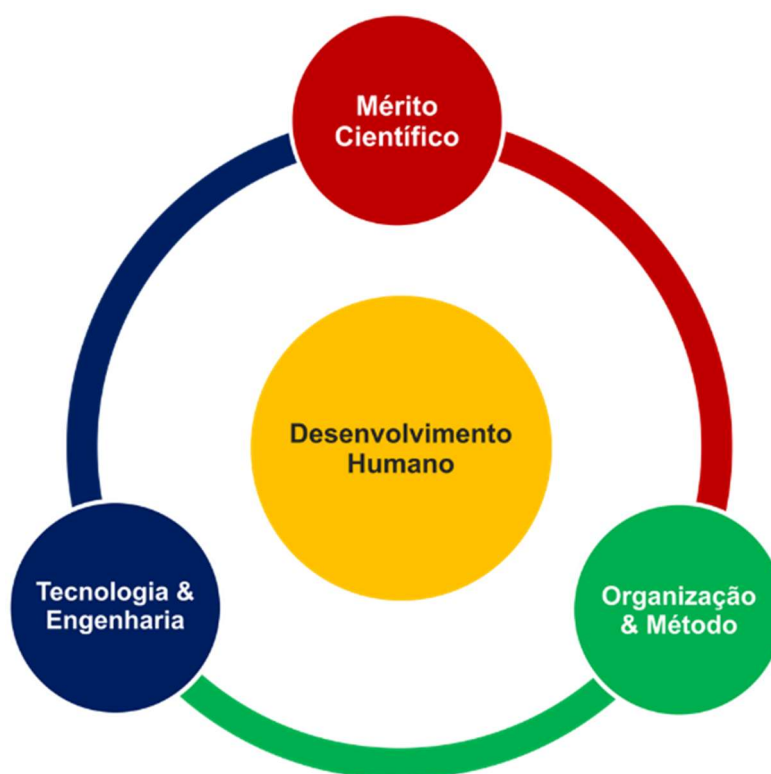 Mérito
Científico
Desenvolvimento
Humano
Tecnologia &
Engenharia
Organização
& Método